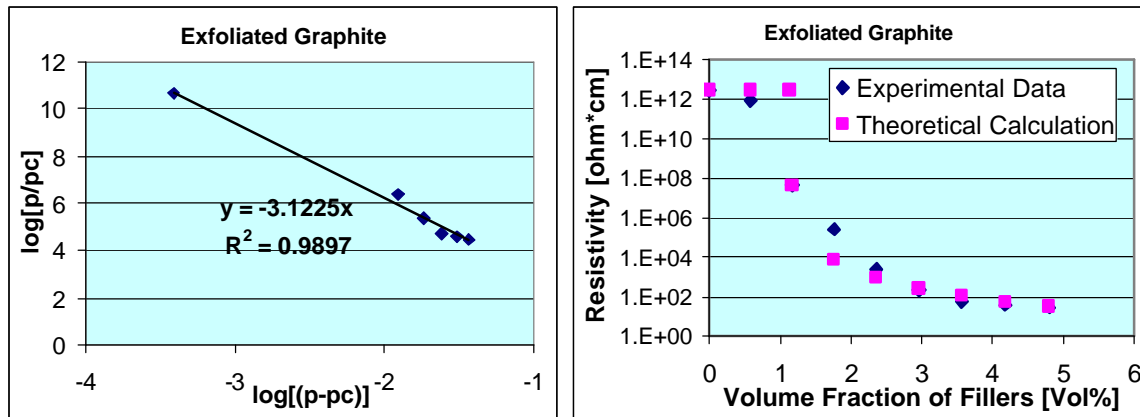 Exfoliated Graphite
12
10
8
6
4
2
0
-4
-3
-2
-1
log[p/pc]
log[(p-pc)]
y = -3.1225x
R² = 0.9897
Exfoliated Graphite
1.E+14
1.E+12
1.E+10
1.E+08
1.E+06
1.E+04
1.E+02
1.E+00
0 1 2 3 4 5 6
Resistivity [ohm*cm]
Volume Fraction of Fillers [Vol%]
Experimental Data
Theoretical Calculation